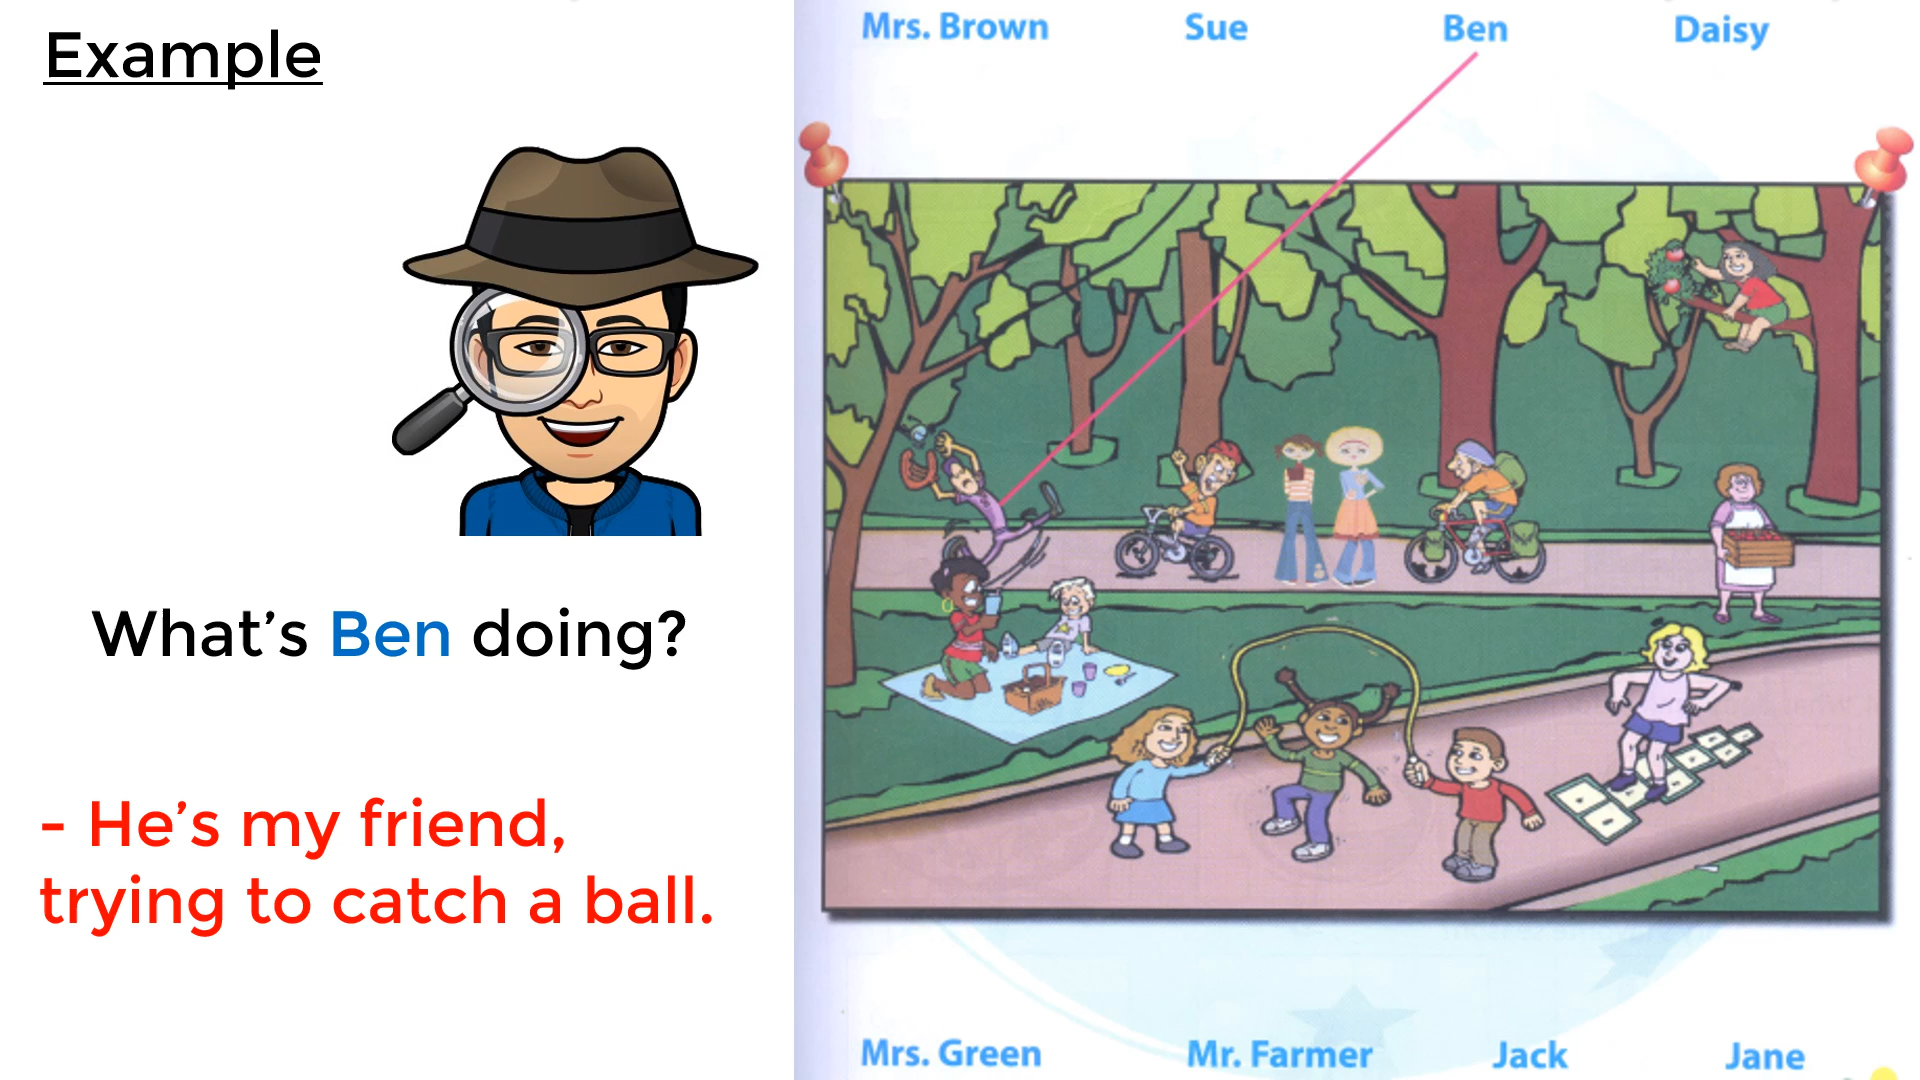 Example
What's Ben doing?
- He's my friend,
trying to catch a ball.
Mrs. Brown Sue Ben Daisy
Mrs. Green Mr. Farmer Jack Jane